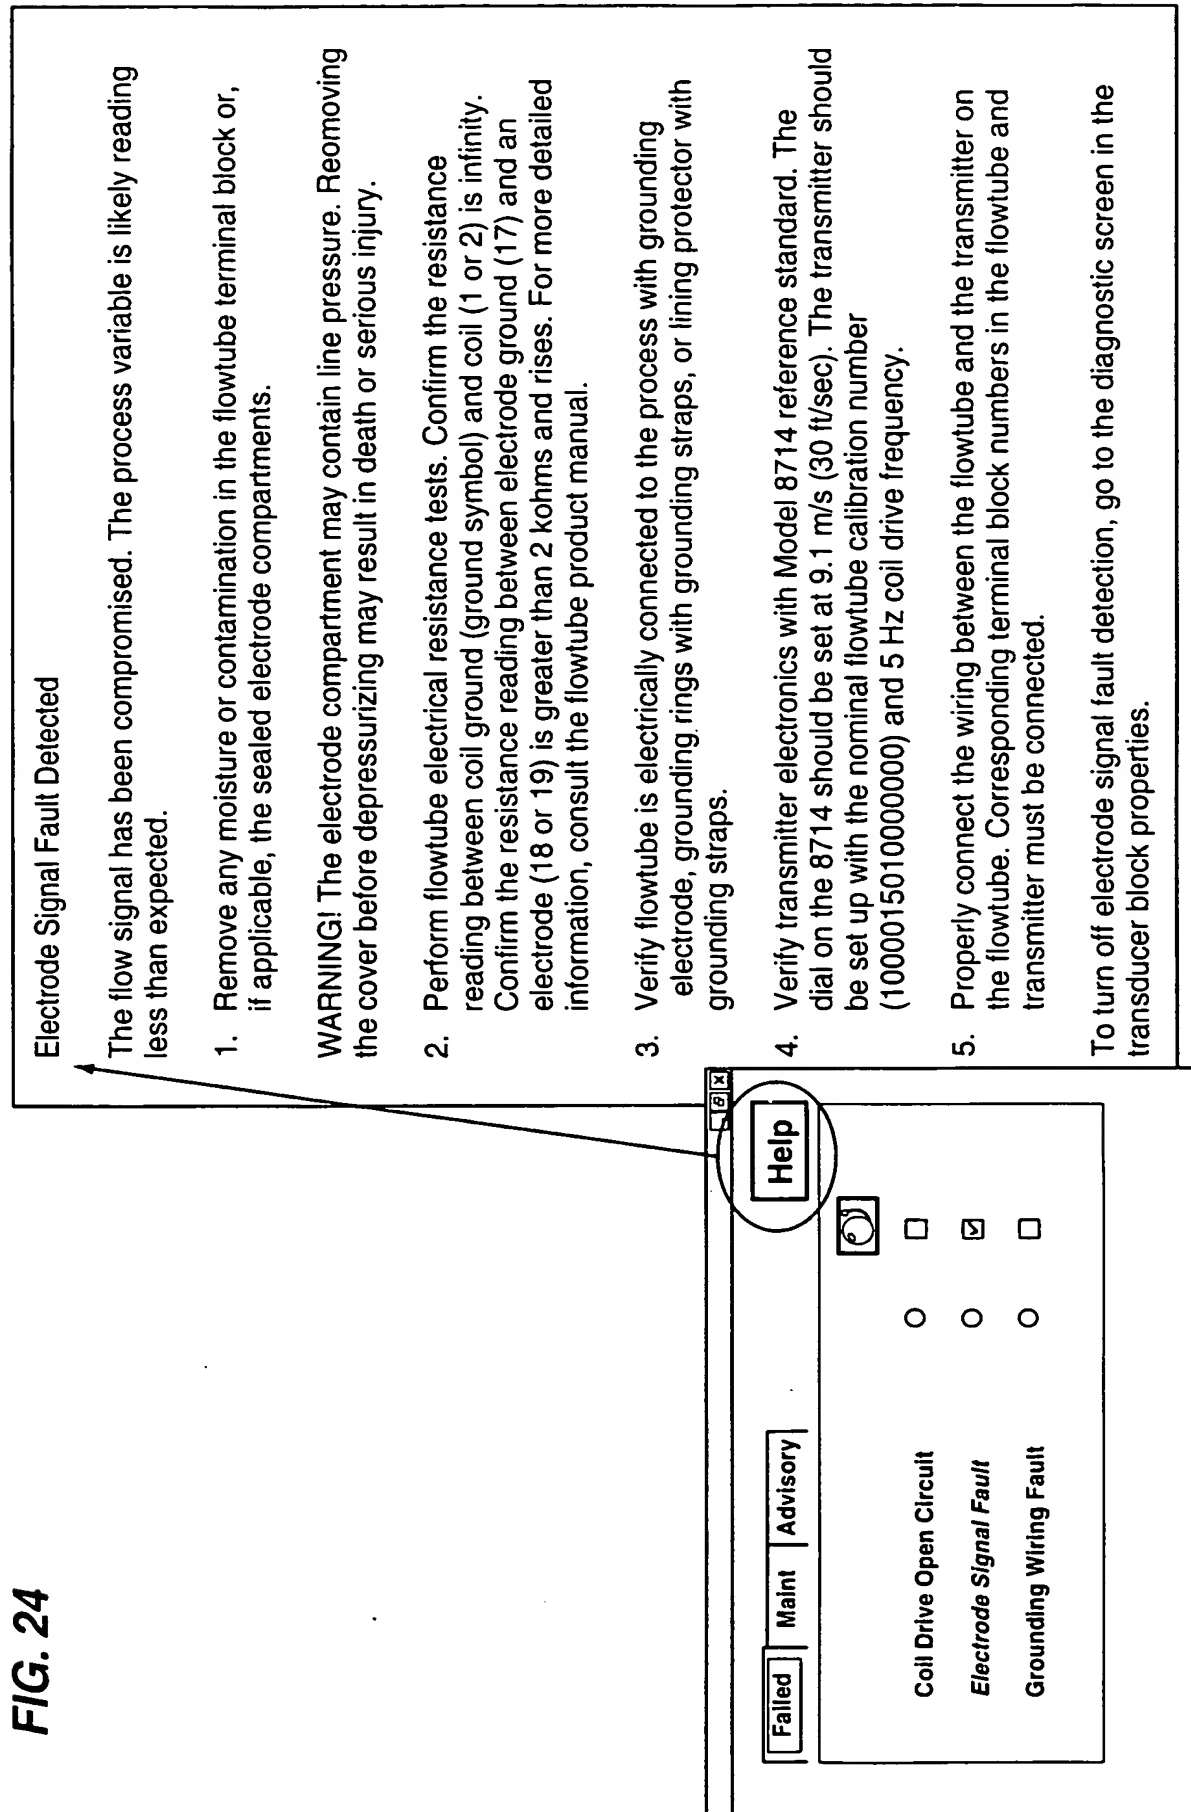 FIG. 24
Failed
Maint
Advisory
Help
Coil Drive Open Circuit
Electrode Signal Fault
Grounding Wiring Fault
Electrode Signal Fault Detected
The flow signal has been compromised. The process variable is likely reading
less than expected.
1. Remove any moisture or contamination in the flowtube terminal block or,
if applicable, the sealed electrode compartments.
WARNING! The electrode compartment may contain line pressure. Reomoving
the cover before depressurizing may result in death or serious injury.
2. Perform flowtube electrical resistance tests. Confirm the resistance
reading between coil ground (ground symbol) and coil (1 or 2) is infinity.
Confirm the resistance reading between electrode ground (17) and an
electrode (18 or 19) is greater than 2 kohms and rises. For more detailed
information, consult the flowtube product manual.
3. Verify flowtube is electrically connected to the process with grounding
electrode, grounding rings with grounding straps, or lining protector with
grounding straps.
4. Verify transmitter electronics with Model 8714 reference standard. The
dial on the 8714 should be set at 9.1 m/s (30 ft/sec). The transmitter should
be set up with the nominal flowtube calibration number
(1000015010000000) and 5 Hz coil drive frequency.
5. Properly connect the wiring between the flowtube and the transmitter on
the flowtube. Corresponding terminal block numbers in the flowtube and
transmitter must be connected.
To turn off electrode signal fault detection, go to the diagnostic screen in the
transducer block properties.